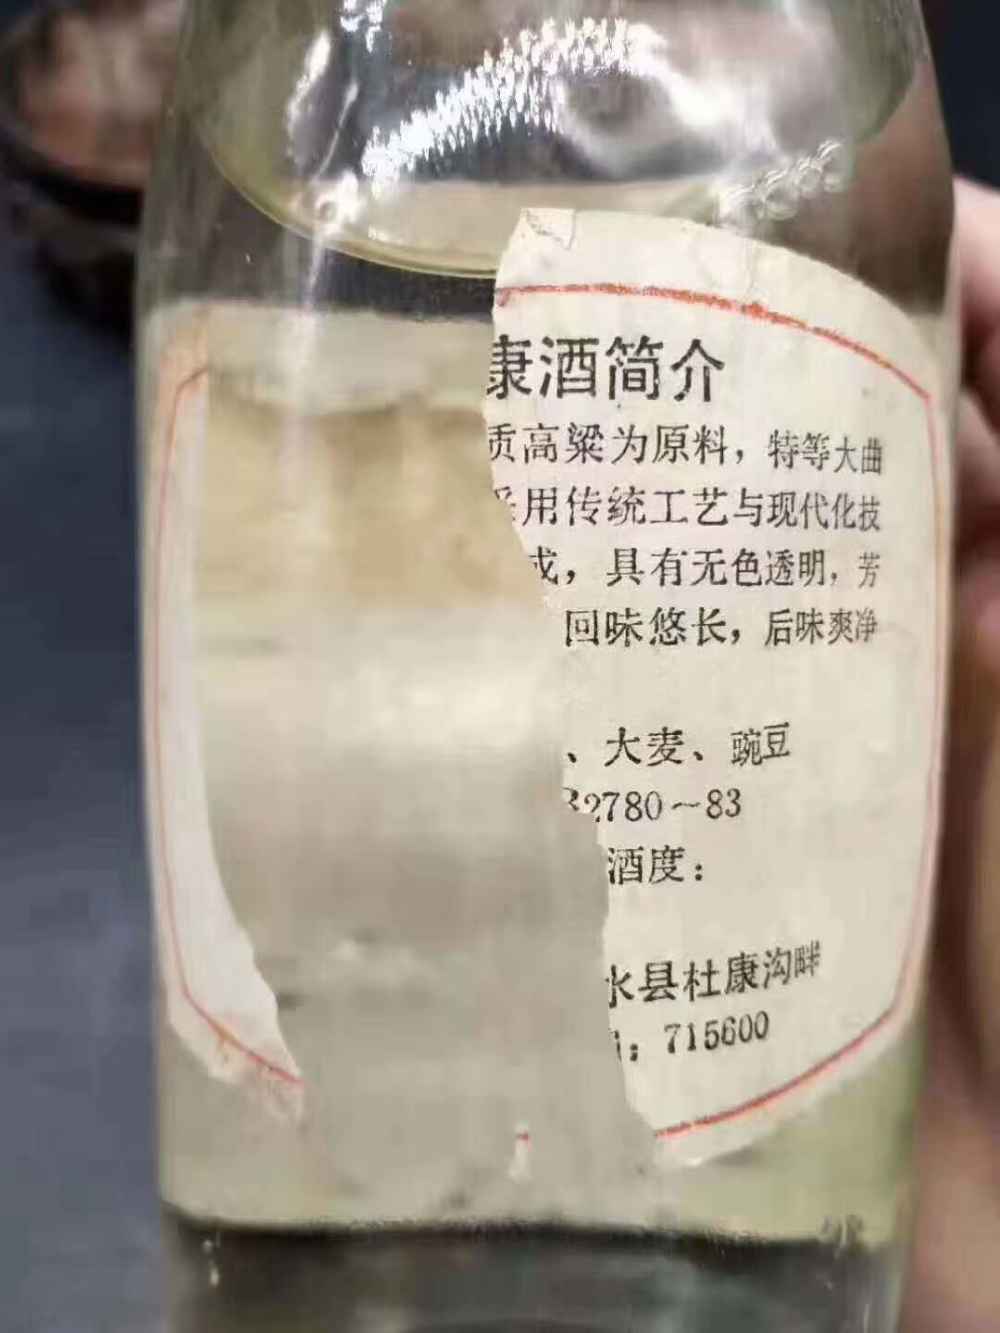 康酒简介
质高粱为原料，特等大曲
采用传统工艺与现代化技
成，具有无色透明，芳
回味悠长，后味爽净
、大麦、豌豆
B2780～83
酒度：
水县杜康沟畔
：715600